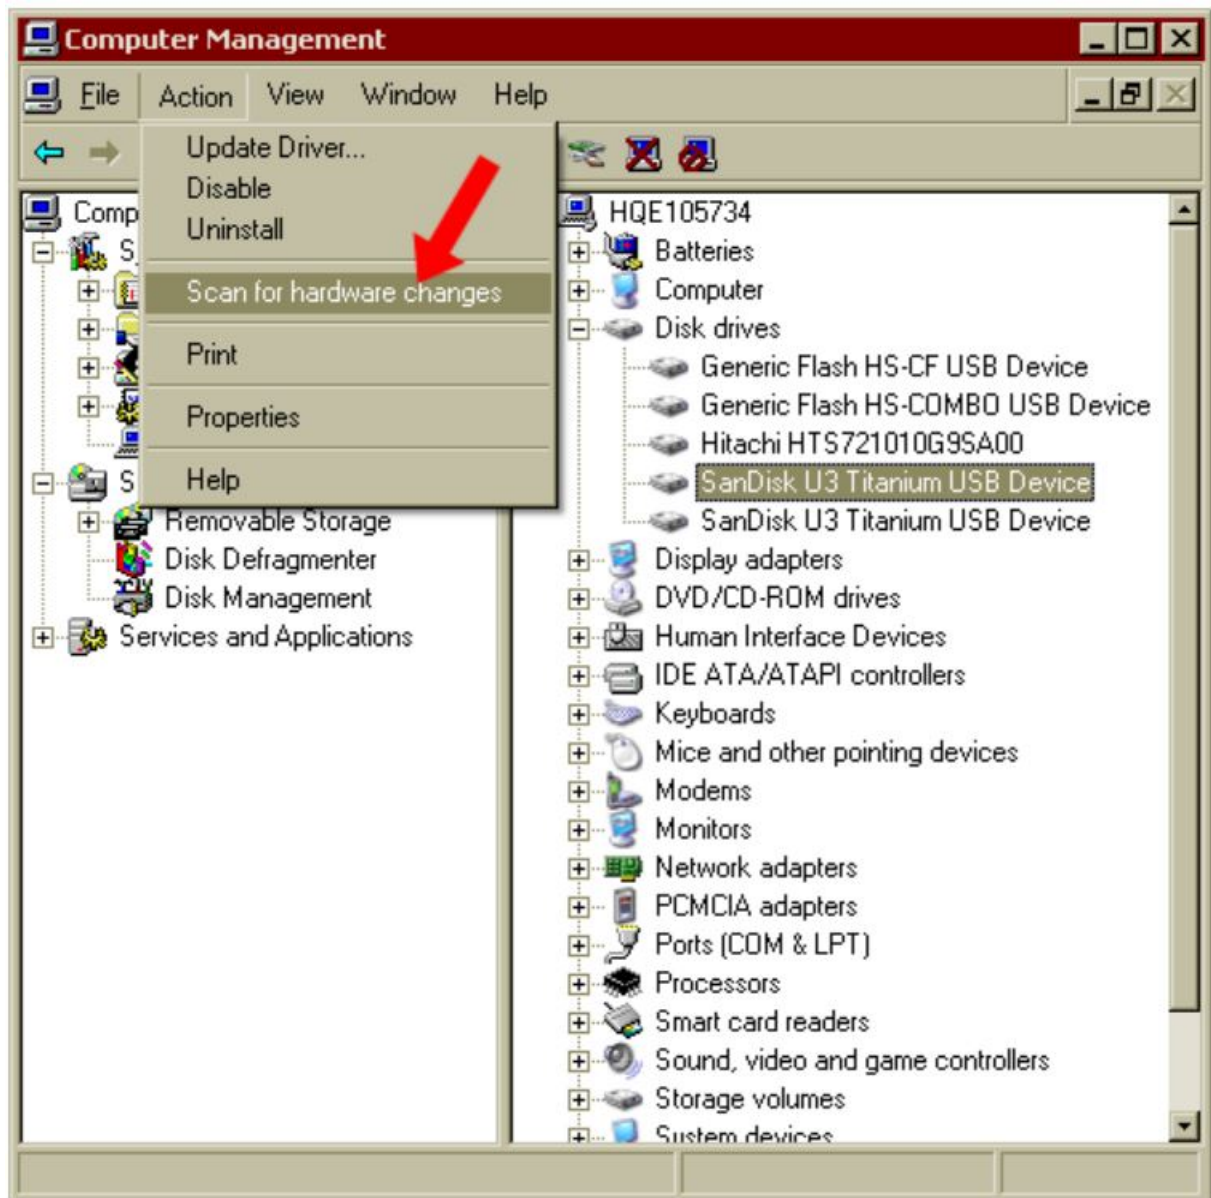 Computer Management
File Action View Window Help
Update Driver...
Disable
Uninstall
Scan for hardware changes
Print
Properties
Help
Comp
S
S
Removable Storage
Disk Defragmenter
Disk Management
Services and Applications
HQE105734
Batteries
Computer
Disk drives
Generic Flash HS-CF USB Device
Generic Flash HS-COMBO USB Device
Hitachi HTS721010G9SA00
SanDisk U3 Titanium USB Device
SanDisk U3 Titanium USB Device
Display adapters
DVD/CD-ROM drives
Human Interface Devices
IDE ATA/ATAPI controllers
Keyboards
Mice and other pointing devices
Modems
Monitors
Network adapters
PCMCIA adapters
Ports (COM & LPT)
Processors
Smart card readers
Sound, video and game controllers
Storage volumes
System devices